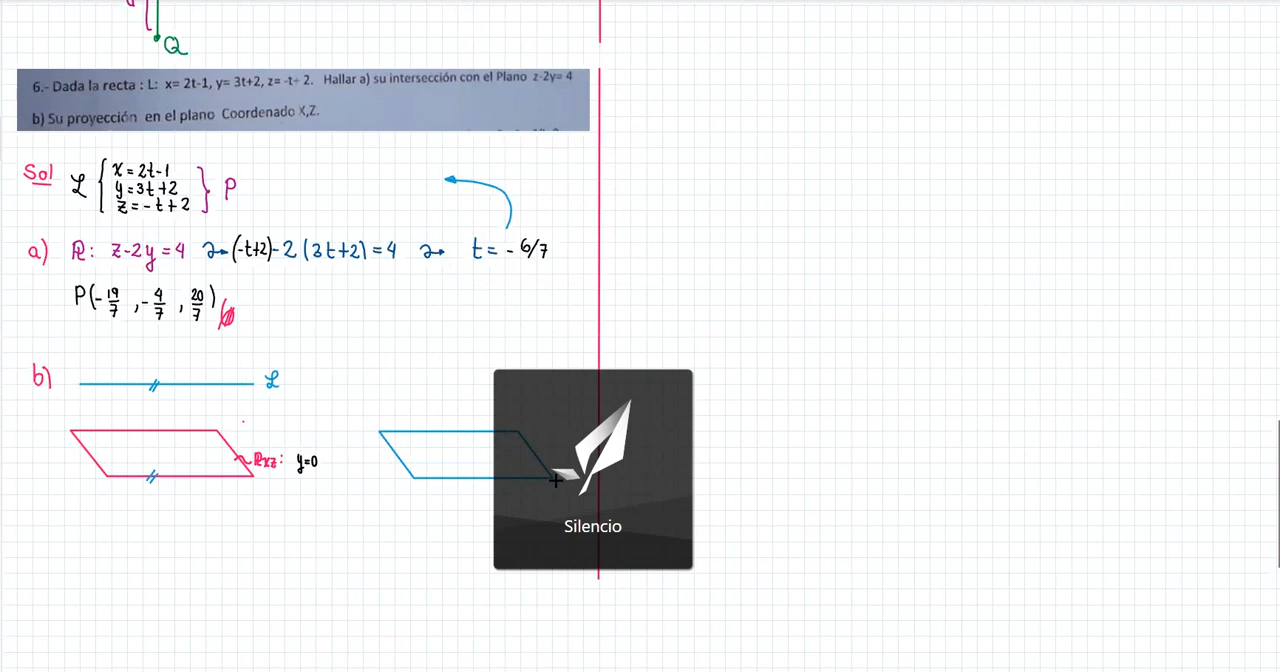 Q
6.- Dada la recta : L: x= 2t-1, y= 3t+2, z= -t+ 2. Hallar a) su intersección con el Plano z-2y= 4
b) Su proyección en el plano Coordenado X,Z.
Sol
L { x = 2t-1
y = 3t+2
z = -t+2 } P
a) P: z-2y=4 → (-t+2)-2(3t+2)=4 → t = -6/7
P(-19/7, -4/7, 20/7)
b) L
Pxz: y=0
Silencio